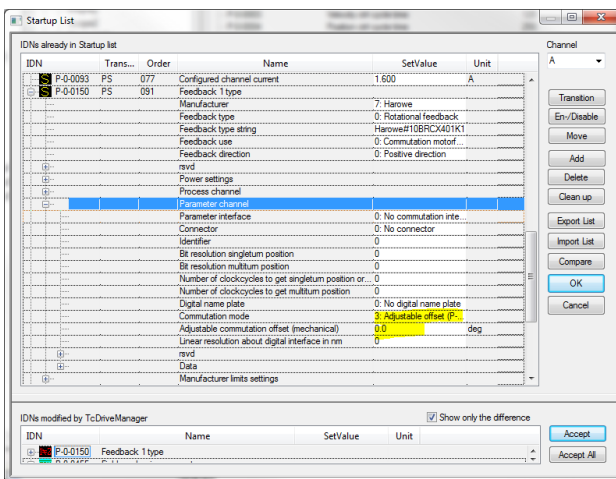 Startup List
IDNs already in Startup list
Channel
A
IDN Trans... Order Name SetValue Unit
P-0-0093 PS 077 Configured channel current 1.600 A
P-0-0150 PS 091 Feedback 1 type
Manufacturer 7: Harowe
Feedback type 0: Rotational feedback
Feedback type string Harowe#10BRCX401K1
Feedback use 0: Commutation motorf...
Feedback direction 0: Positive direction
rsvd
Power settings
Process channel
Parameter channel
Parameter interface 0: No commutation inte...
Connector 0: No connector
Identifier 0
Bit resolution singleturn position 0
Bit resolution multiturn position 0
Number of clockcycles to get singleturn position or... 0
Number of clockcycles to get multiturn position 0
Digital name plate 0: No digital name plate
Commutation mode 3: Adjustable offset (P-...
Adjustable commutation offset (mechanical) 0.0 deg
Linear resolution about digital interface in nm 0
rsvd
Data
Manufacturer limits settings
Transition
En-/Disable
Move
Add
Delete
Clean up
Export List
Import List
Compare
OK
Cancel
IDNs modified by TcDriveManager
Show only the difference
IDN Name SetValue Unit
P-0-0150 Feedback 1 type
Accept
Accept All